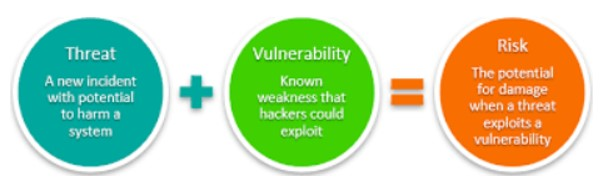 Threat
A new incident
with potential
to harm a
system
+
Vulnerability
Known
weakness that
hackers could
exploit
=
Risk
The potential
for damage
when a threat
exploits a
vulnerability